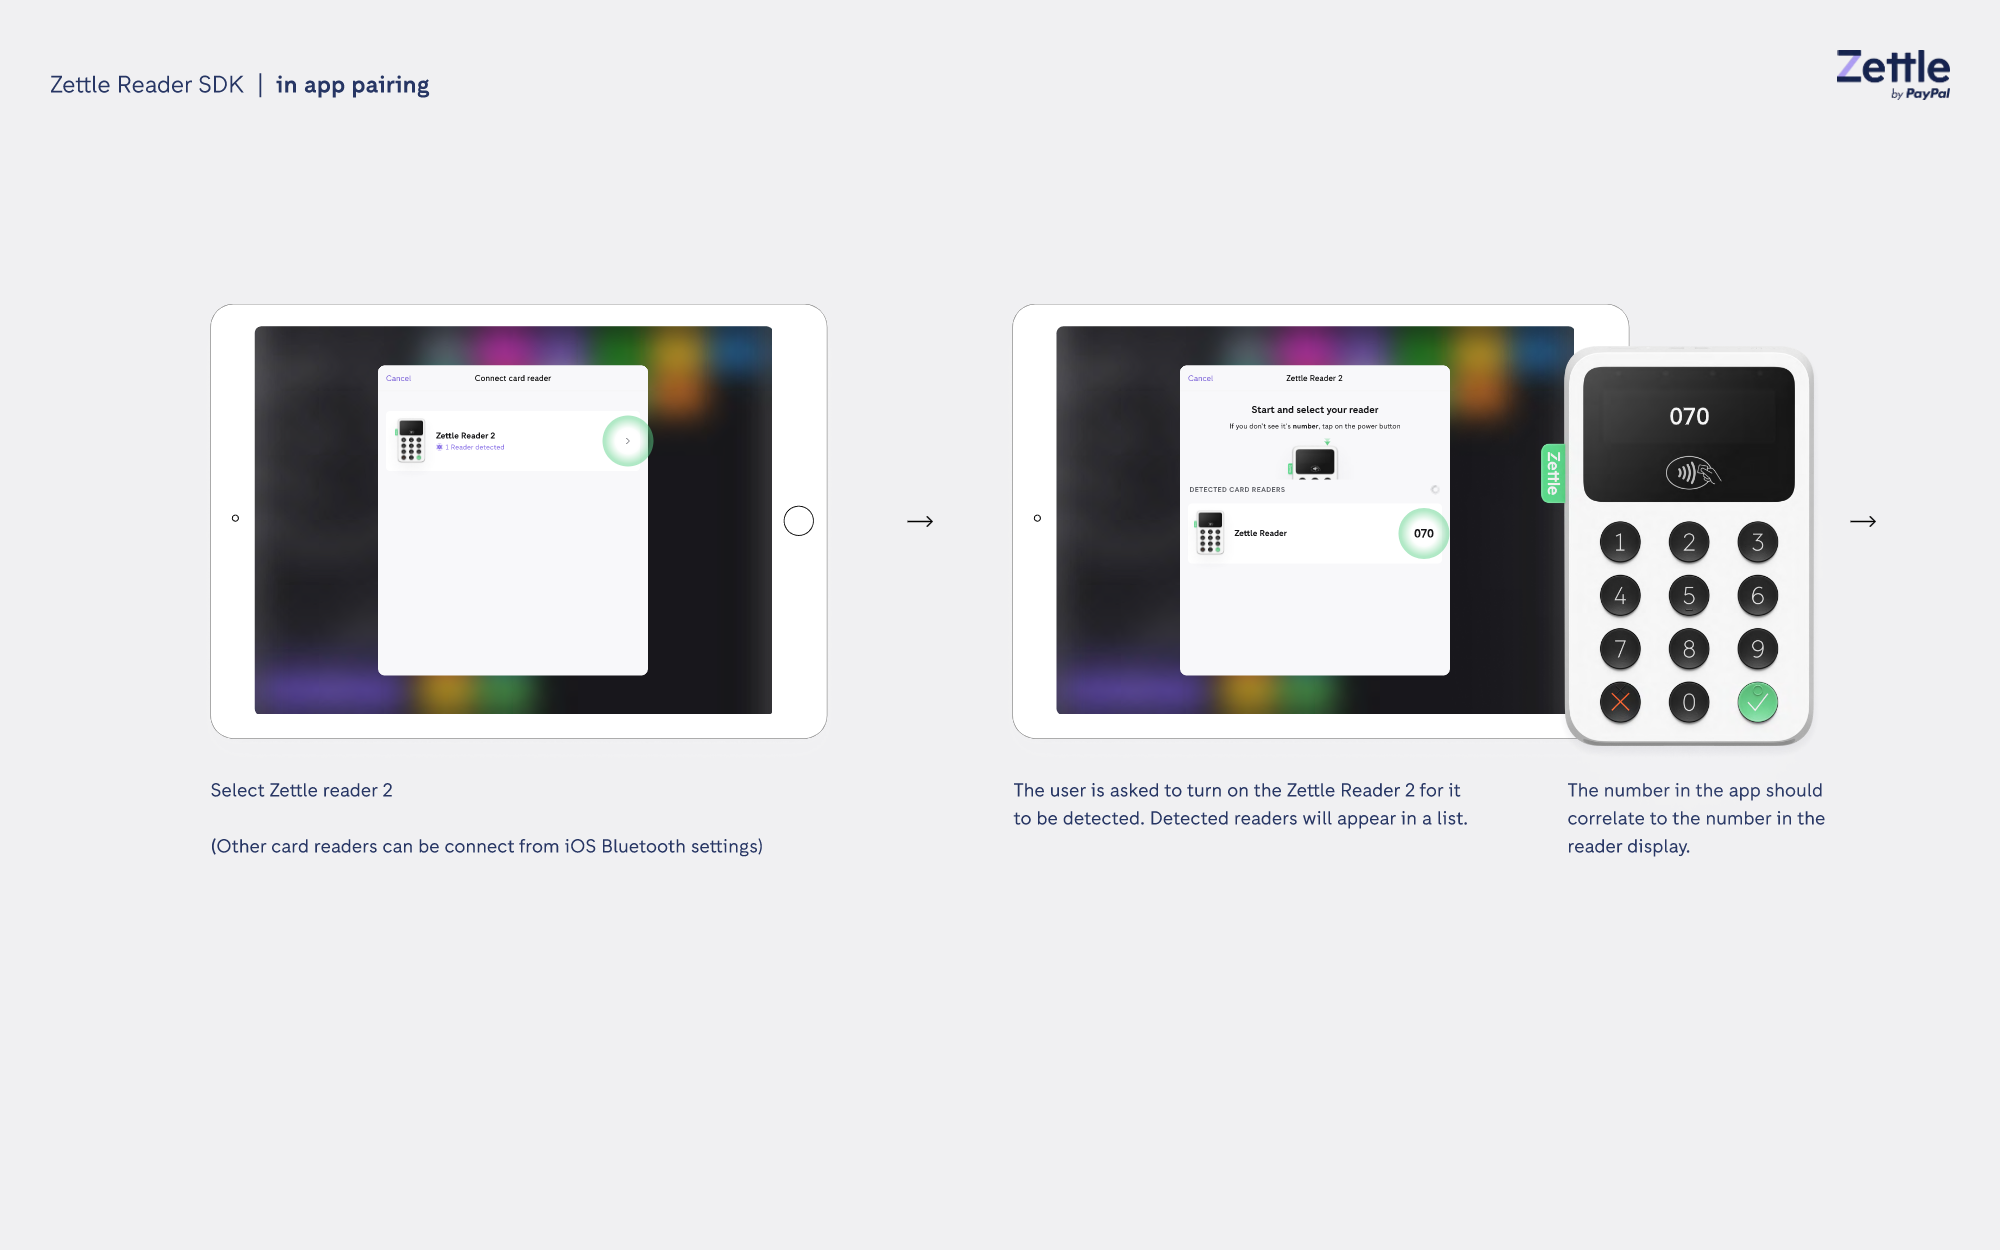 Zettle Reader SDK | in app pairing
Zettle
by PayPal
Cancel
Connect card reader
Zettle Reader 2
1 Reader detected
Cancel
Zettle Reader 2
Start and select your reader
If you don't see it's number, tap on the power button
DETECTED CARD READERS
Zettle Reader
070
070
Zettle
1 2 3
4 5 6
7 8 9
0
Select Zettle reader 2
(Other card readers can be connect from iOS Bluetooth settings)
The user is asked to turn on the Zettle Reader 2 for it
to be detected. Detected readers will appear in a list.
The number in the app should
correlate to the number in the
reader display.